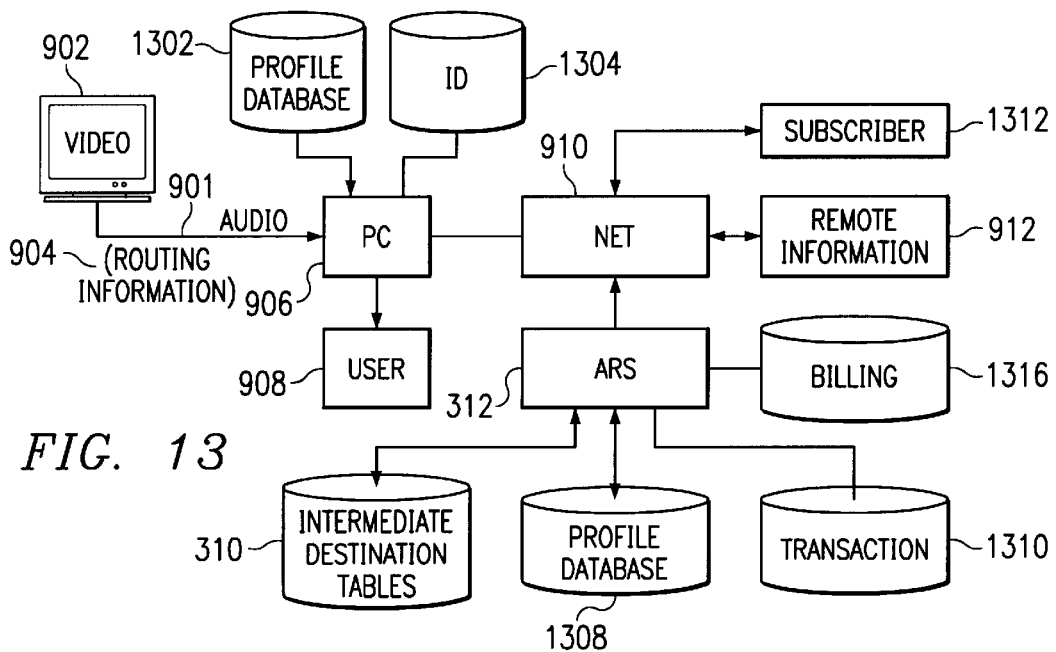 902
1302
PROFILE
DATABASE
ID
1304
VIDEO
901
AUDIO
904
(ROUTING
INFORMATION)
PC
906
910
NET
SUBSCRIBER
1312
REMOTE
INFORMATION
912
USER
908
ARS
312
BILLING
1316
FIG. 13
310
INTERMEDIATE
DESTINATION
TABLES
PROFILE
DATABASE
1308
TRANSACTION
1310